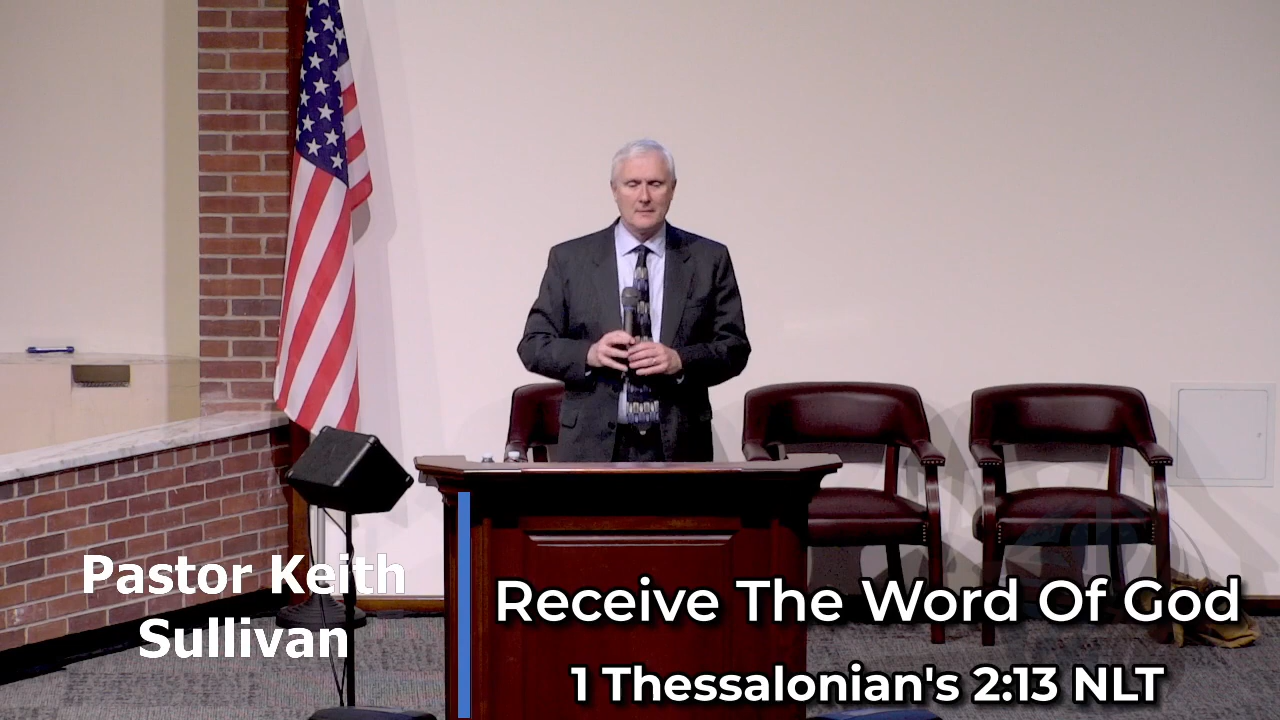 Pastor Keith
Sullivan
Receive The Word Of God
1 Thessalonian's 2:13 NLT